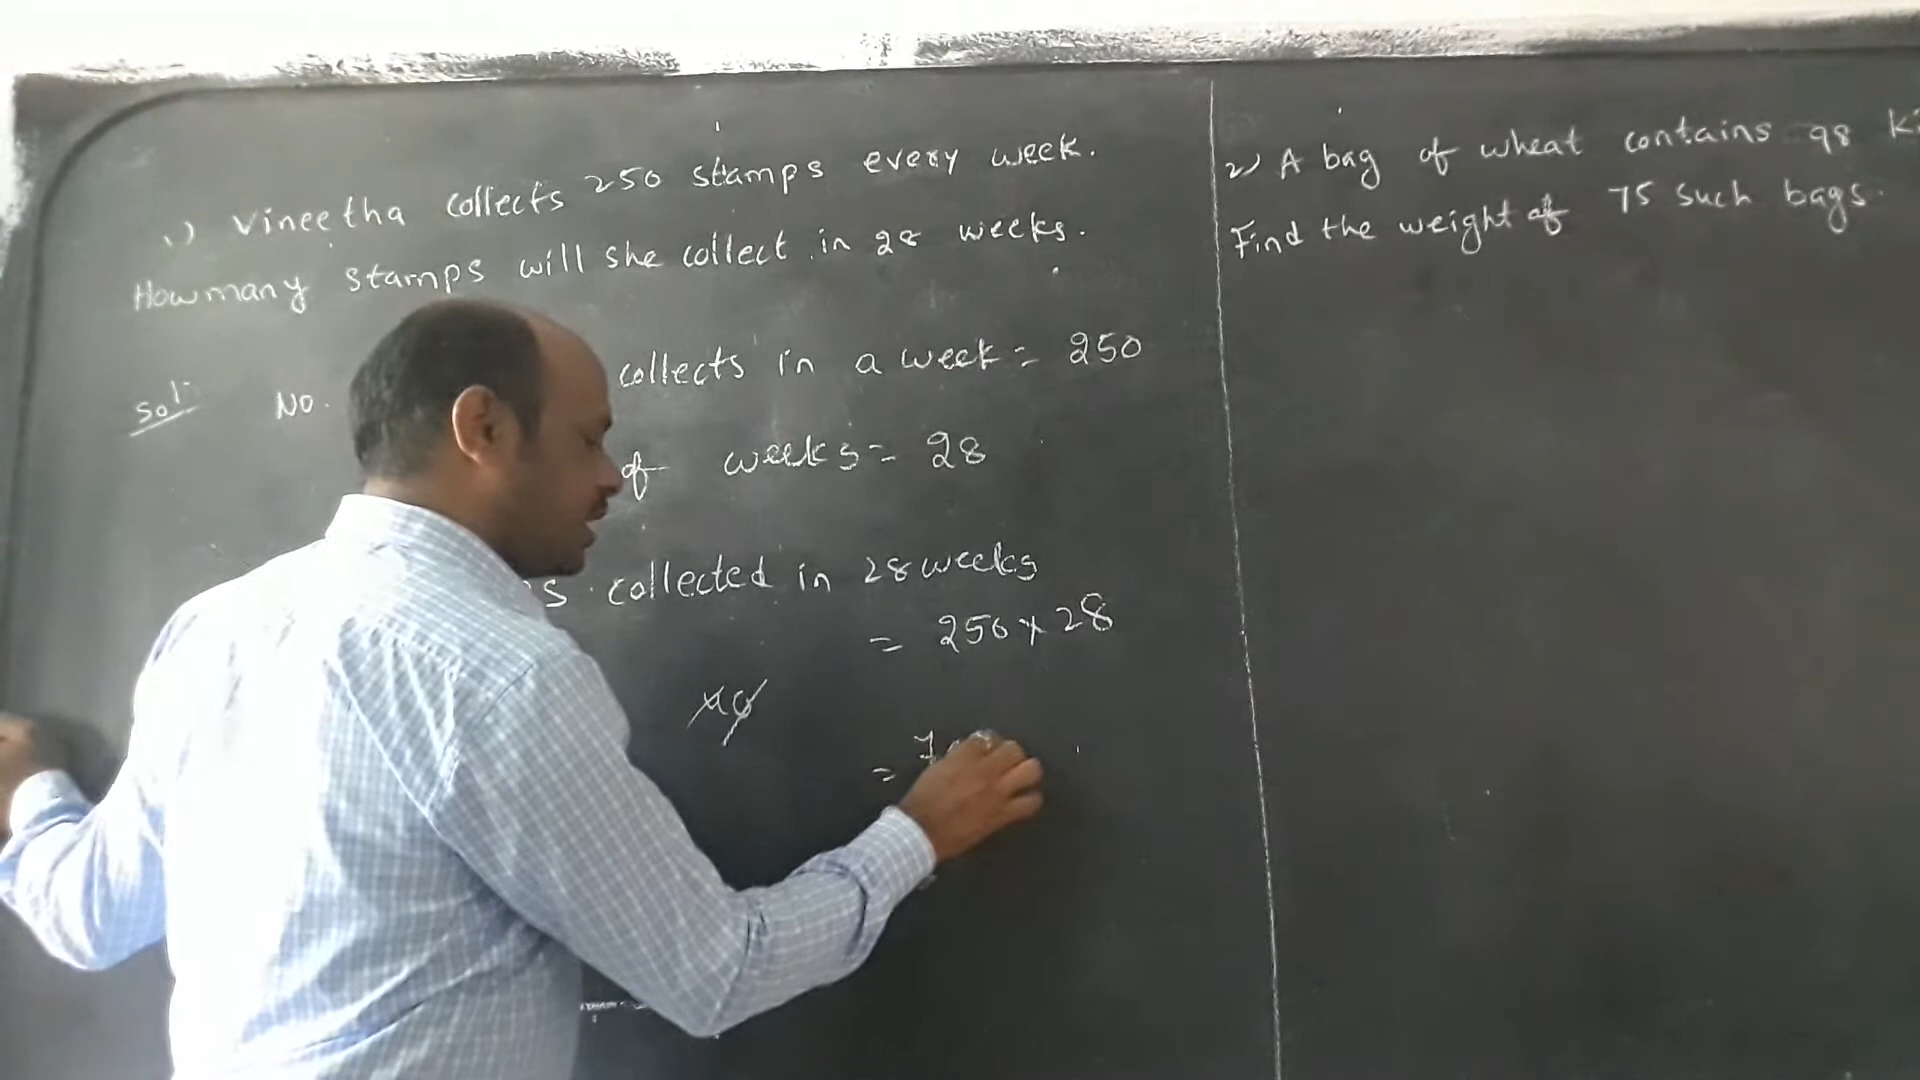 1) Vineetha collects 250 stamps every week.
Howmany stamps will she collect in 28 weeks.
Sol: No. collects in a week = 250
of weeks = 28
s collected in 28 weeks
= 250 x 28
=
2) A bag of wheat contains 98 Ki
Find the weight of 75 such bags.